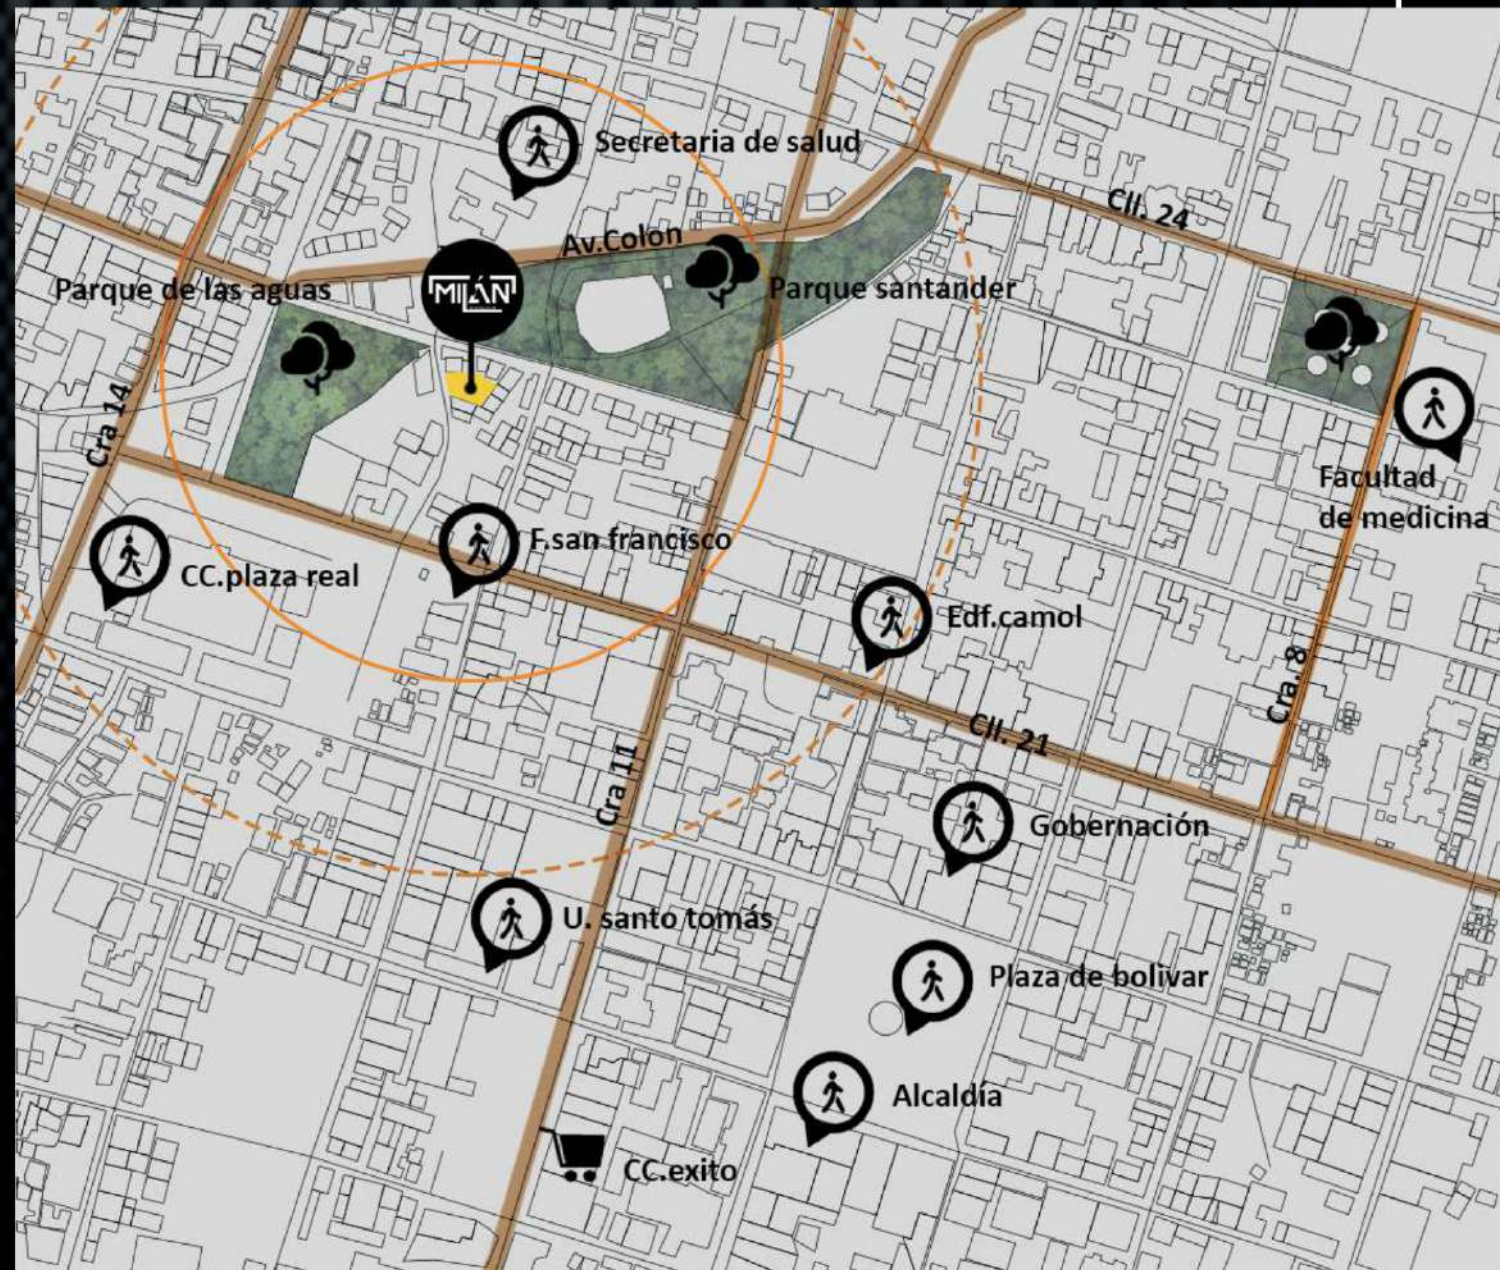 Secretaria de salud
Cll. 24
Av.Colon
MILÁN
Parque de las aguas
Parque santander
Cra 14
Facultad
de medicina
F.san francisco
CC.plaza real
Edf.camol
Cra. 8
Cll. 21
Cra 11
Gobernación
U. santo tomás
Plaza de bolivar
Alcaldía
CC.exito